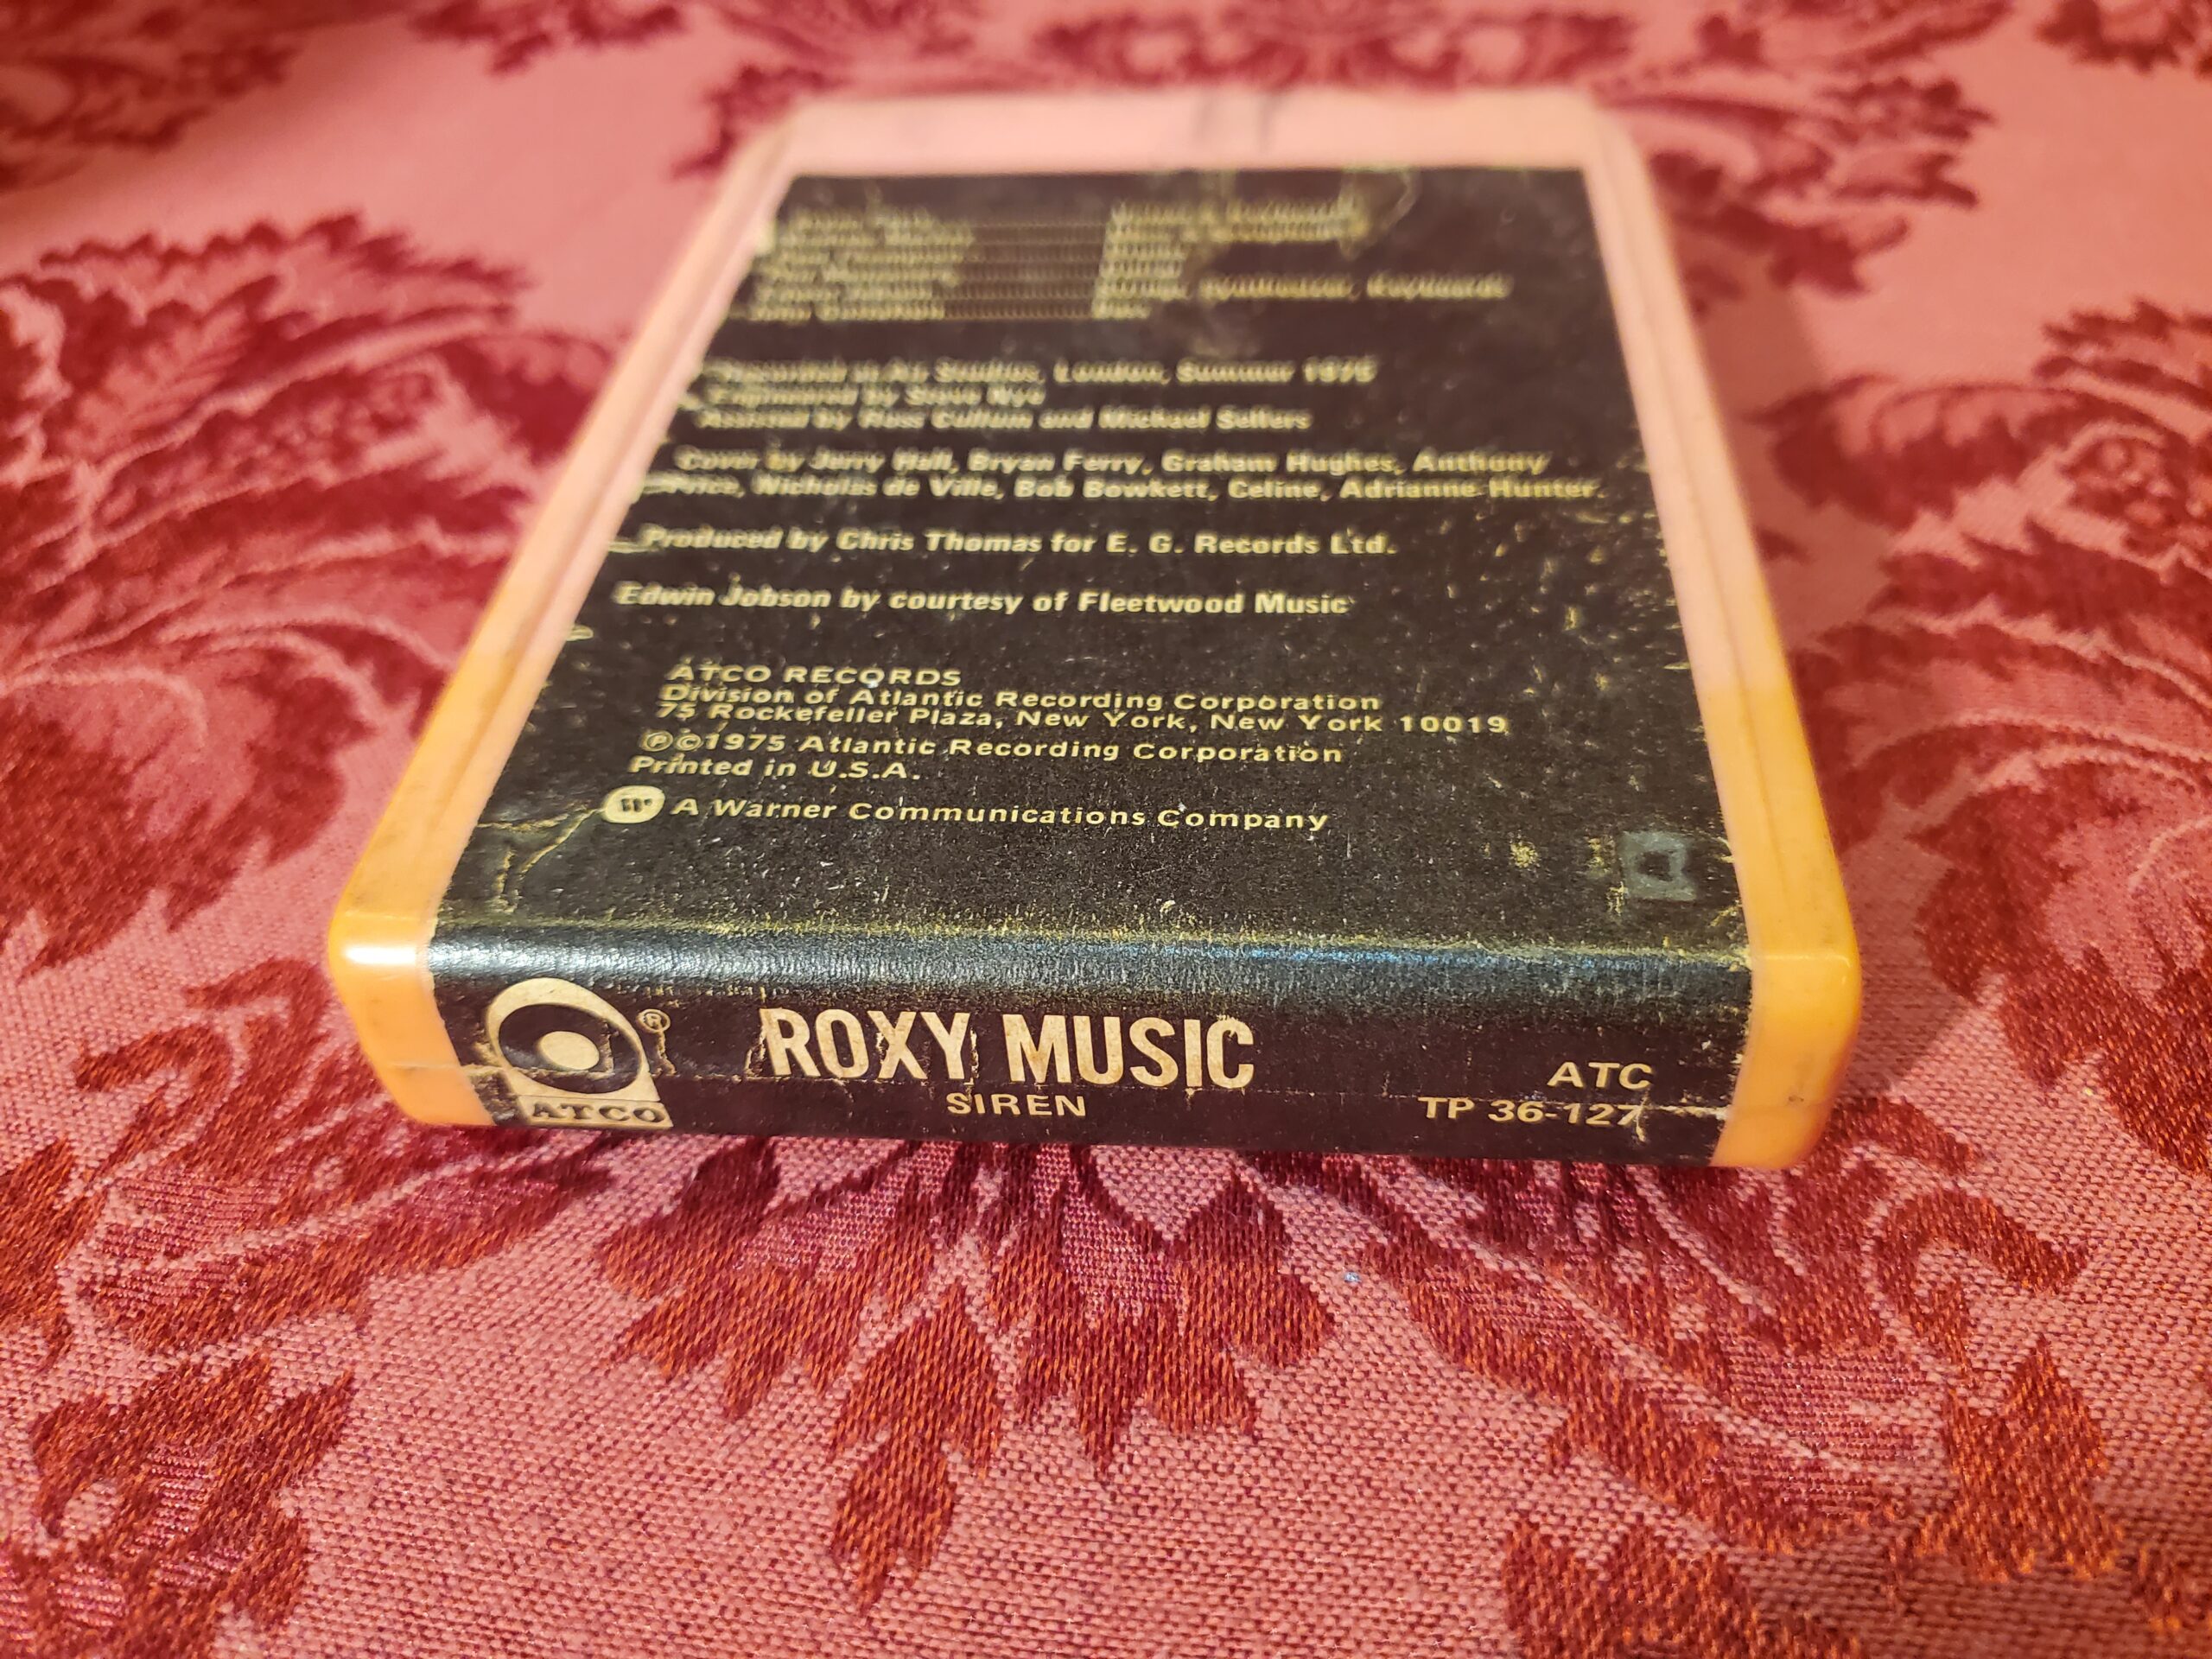 Synthesizer, Keyboards
Recorded at Air Studios, London, Summer 1975
Engineered by Steve Nye
Assisted by Ross Cullum and Michael Sellers
Cover by Jerry Hall, Bryan Ferry, Graham Hughes, Anthony
Price, Nicholas de Ville, Bob Bowkett, Celine, Adrianne Hunter.
Produced by Chris Thomas for E. G. Records Ltd.
Edwin Jobson by courtesy of Fleetwood Music
ATCO RECORDS
Division of Atlantic Recording Corporation
75 Rockefeller Plaza, New York, New York 10019
℗©1975 Atlantic Recording Corporation
Printed in U.S.A.
W A Warner Communications Company
ATCO ®
ROXY MUSIC
SIREN
ATC
TP 36-127